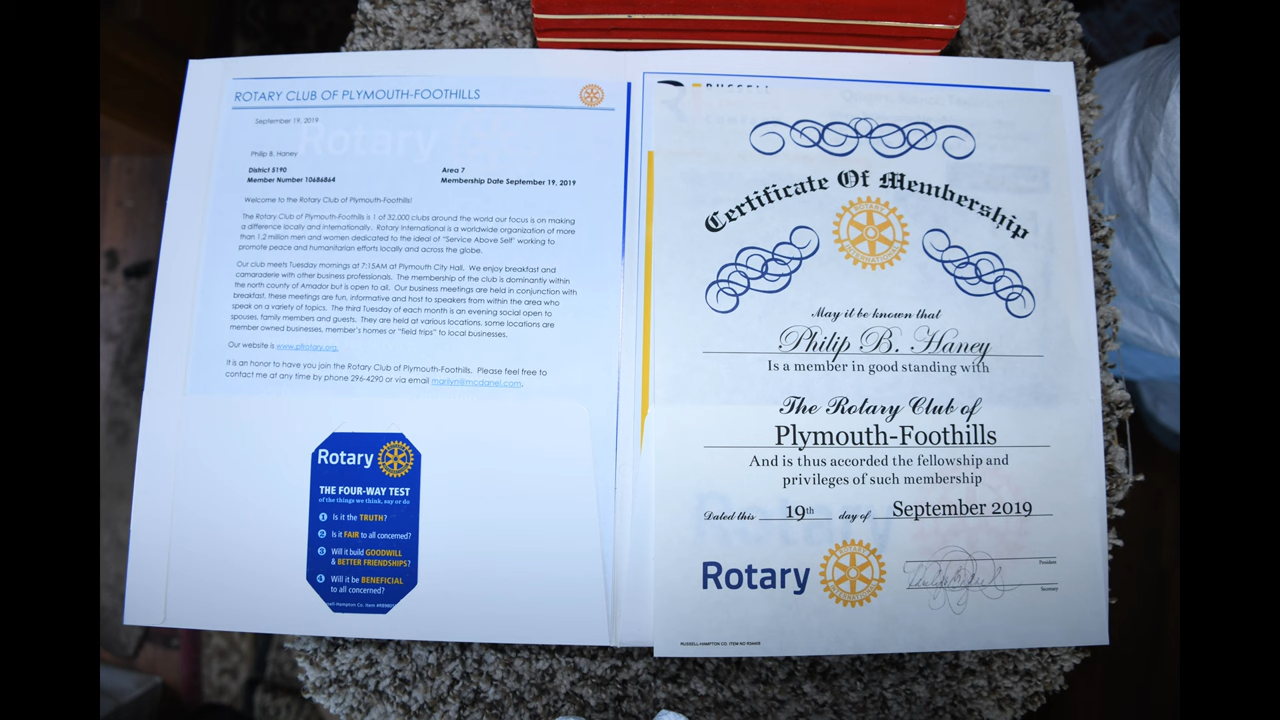 ROTARY CLUB OF PLYMOUTH-FOOTHILLS
September 19, 2019
Philip B. Haney
District 5190 Area 7
Member Number 10686864 Membership Date September 19, 2019
Welcome to the Rotary Club of Plymouth-Foothills!
The Rotary Club of Plymouth-Foothills is 1 of 32,000 clubs around the world our focus is on making
a difference locally and internationally. Rotary International is a worldwide organization of more
than 1.2 million men and women dedicated to the ideal of "Service Above Self' working to
promote peace and humanitarian efforts locally and across the globe.
Our club meets Tuesday mornings at 7:15AM at Plymouth City Hall. We enjoy breakfast and
camaraderie with other business professionals. The membership of the club is dominantly within
the north county of Amador but is open to all. Our business meetings are held in conjunction with
breakfast, these meetings are fun, informative and host to speakers from within the area who
speak on a variety of topics. The third Tuesday of each month is an evening social open to
spouses, family members and guests. They are held at various locations, some locations are
member owned businesses, member's homes or "field trips" to local businesses.
Our website is www.pfrotary.org.
It is an honor to have you join the Rotary Club of Plymouth-Foothills. Please feel free to
contact me at any time by phone 296-4290 or via email marilyn@mcdanel.com.
Rotary
THE FOUR-WAY TEST
of the things we think, say or do
1 Is it the TRUTH?
2 Is it FAIR to all concerned?
3 Will it build GOODWILL
& BETTER FRIENDSHIPS?
4 Will it be BENEFICIAL
to all concerned?
RUSSELL
Certificate Of Membership
ROTARY
INTERNATIONAL
May it be known that
Philip B. Haney
Is a member in good standing with
The Rotary Club of
Plymouth-Foothills
And is thus accorded the fellowship and
privileges of such membership
Dated this 19th day of September 2019
Rotary
ROTARY
INTERNATIONAL
President
Secretary
RUSSELL-HAMPTON CO. ITEM NO